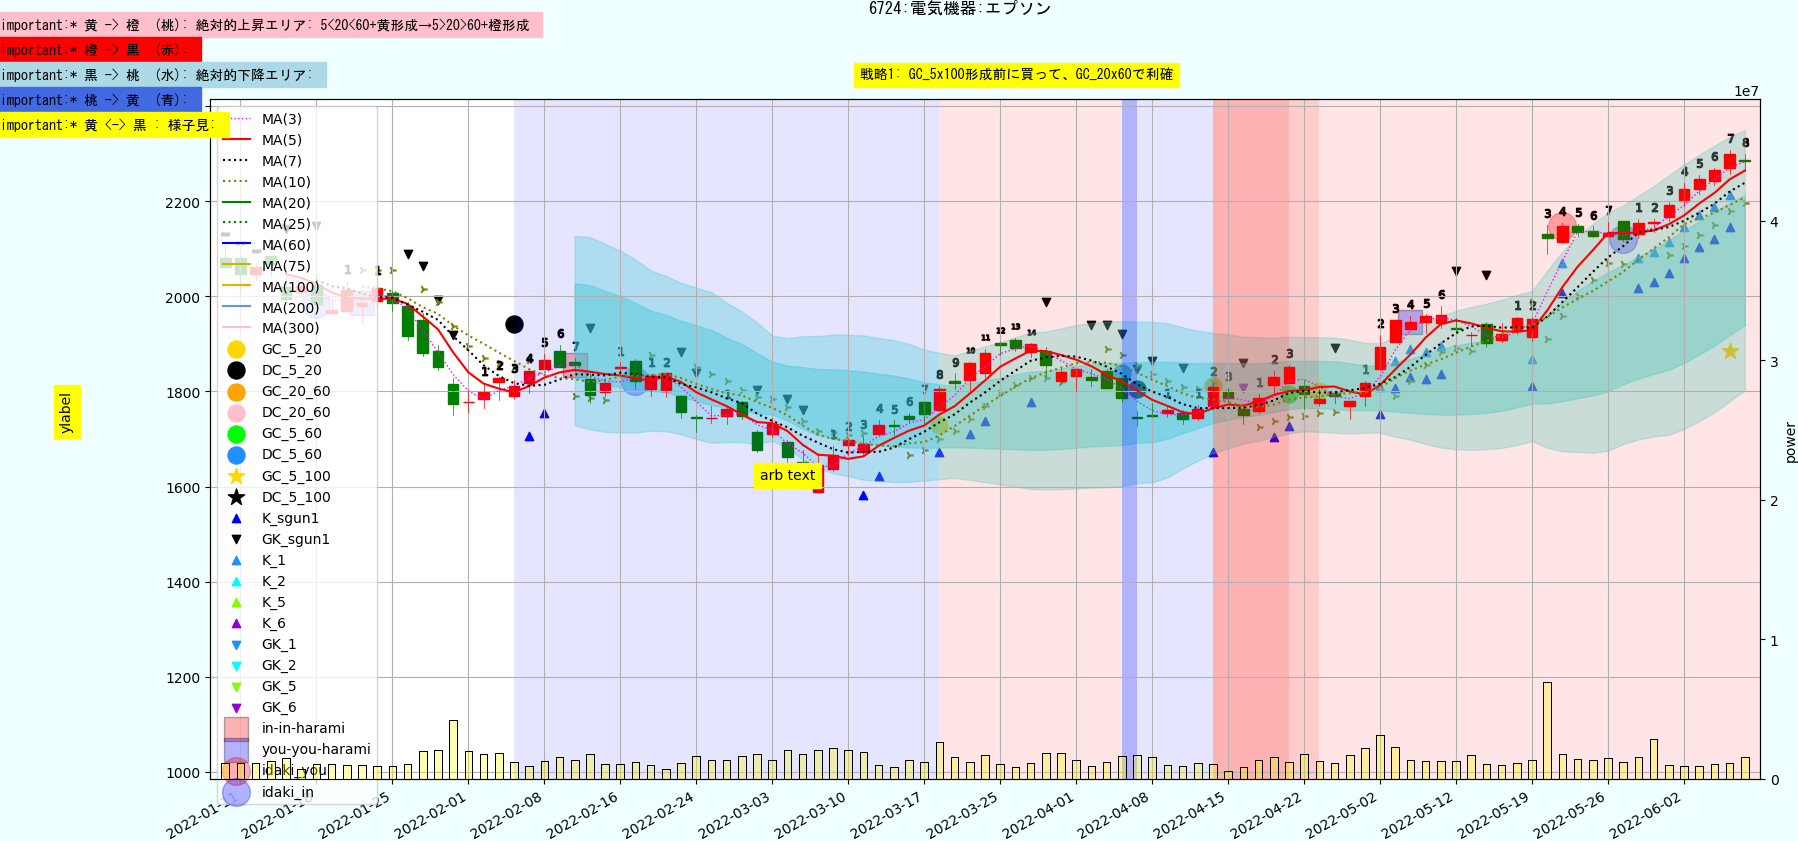 6724:電気機器:エプソン
important:* 黄 -> 橙 (桃): 絶対的上昇エリア: 5<20<60+黄形成→5>20>60+橙形成
important:* 橙 -> 黒 (赤):
important:* 黒 -> 桃 (水): 絶対的下降エリア:
戦略1: GC_5x100形成前に買って、GC_20x60で利確
important:* 桃 -> 黄 (青):
important:* 黄 <-> 黒 : 様子見:
1e7
MA(3)
MA(5)
MA(7)
MA(10)
MA(20)
MA(25)
MA(60)
MA(75)
MA(100)
MA(200)
MA(300)
GC_5_20
DC_5_20
GC_20_60
DC_20_60
GC_5_60
DC_5_60
GC_5_100
DC_5_100
K_sgun1
GK_sgun1
K_1
K_2
K_5
K_6
GK_1
GK_2
GK_5
GK_6
in-in-harami
you-you-harami
idaki_you
idaki_in
2200
2000
1800
1600
1400
1200
1000
ylabel
arb text
4
3
2
1
0
power
2022-01-25
2022-02-01
2022-02-08
2022-02-16
2022-02-24
2022-03-03
2022-03-10
2022-03-17
2022-03-25
2022-04-01
2022-04-08
2022-04-15
2022-04-22
2022-05-02
2022-05-12
2022-05-19
2022-05-26
2022-06-02